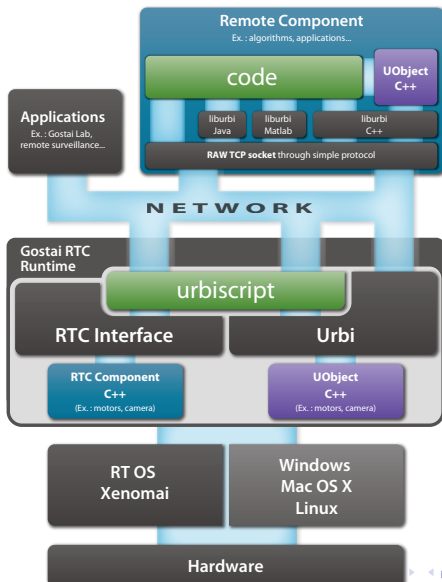 Remote Component
Ex. : algorithms, applications...
code
UObject
C++
Applications
Ex. : Gostai Lab,
remote surveillance...
liburbi
Java
liburbi
Matlab
liburbi
C++
RAW TCP socket through simple protocol
NETWORK
Gostai RTC
Runtime
urbiscript
RTC Interface
Urbi
RTC Component
C++
(Ex. : motors, camera)
UObject
C++
(Ex. : motors, camera)
RT OS
Xenomai
Windows
Mac OS X
Linux
Hardware